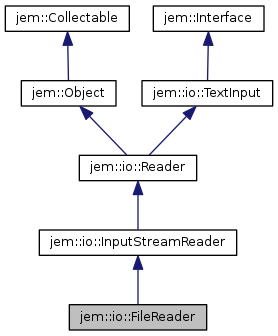 jem::Collectable
jem::Interface
jem::Object
jem::io::TextInput
jem::io::Reader
jem::io::InputStreamReader
jem::io::FileReader